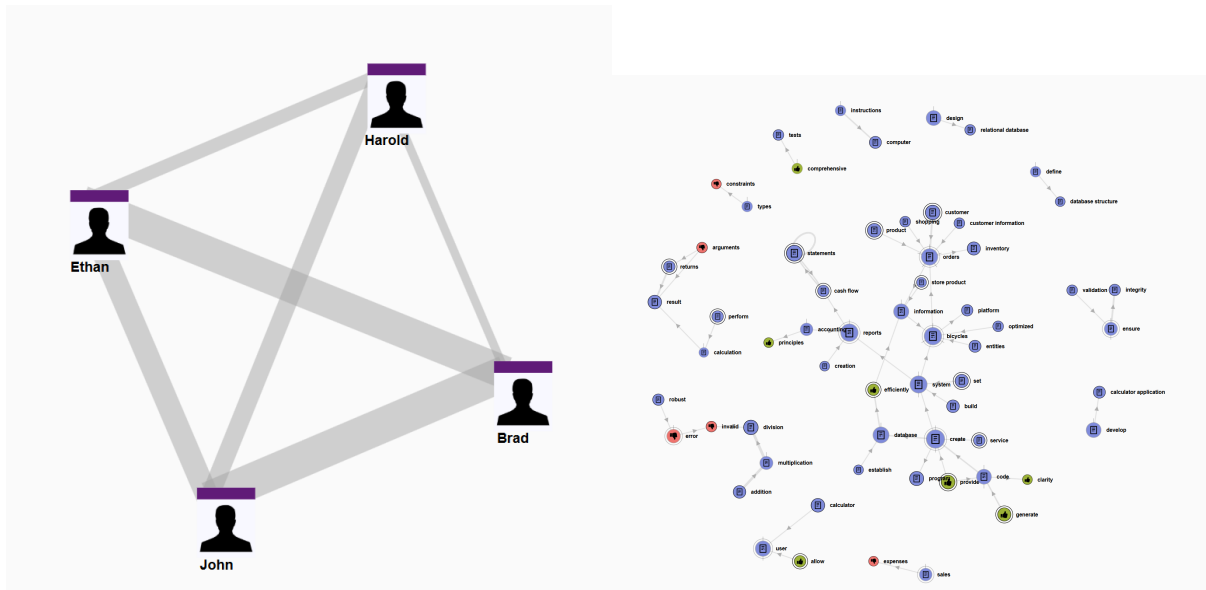 Harold
Ethan
Brad
John
instructions
computer
design
relational database
tests
comprehensive
define
database structure
constraints
types
customer
shopping
customer information
product
orders
inventory
statements
arguments
returns
cash flow
store product
result
perform
calculation
information
platform
bicycles
optimized
entities
accounting
reports
principles
creation
validation
integrity
ensure
efficiently
system
set
build
calculator application
develop
robust
error
invalid
division
multiplication
addition
database
create
service
establish
program
provide
code
clarity
generate
calculator
user
allow
expenses
sales